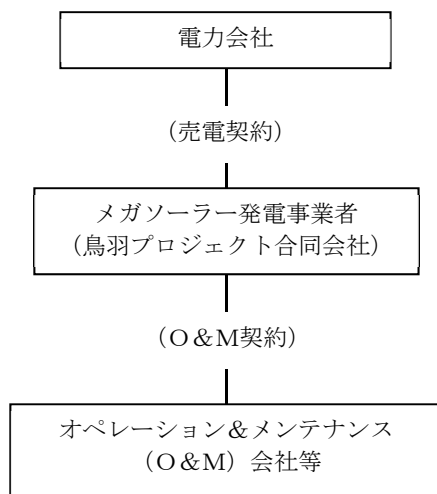 電力会社
（売電契約）
メガソーラー発電事業者
（鳥羽プロジェクト合同会社）
（O＆M契約）
オペレーション＆メンテナンス
（O＆M）会社等